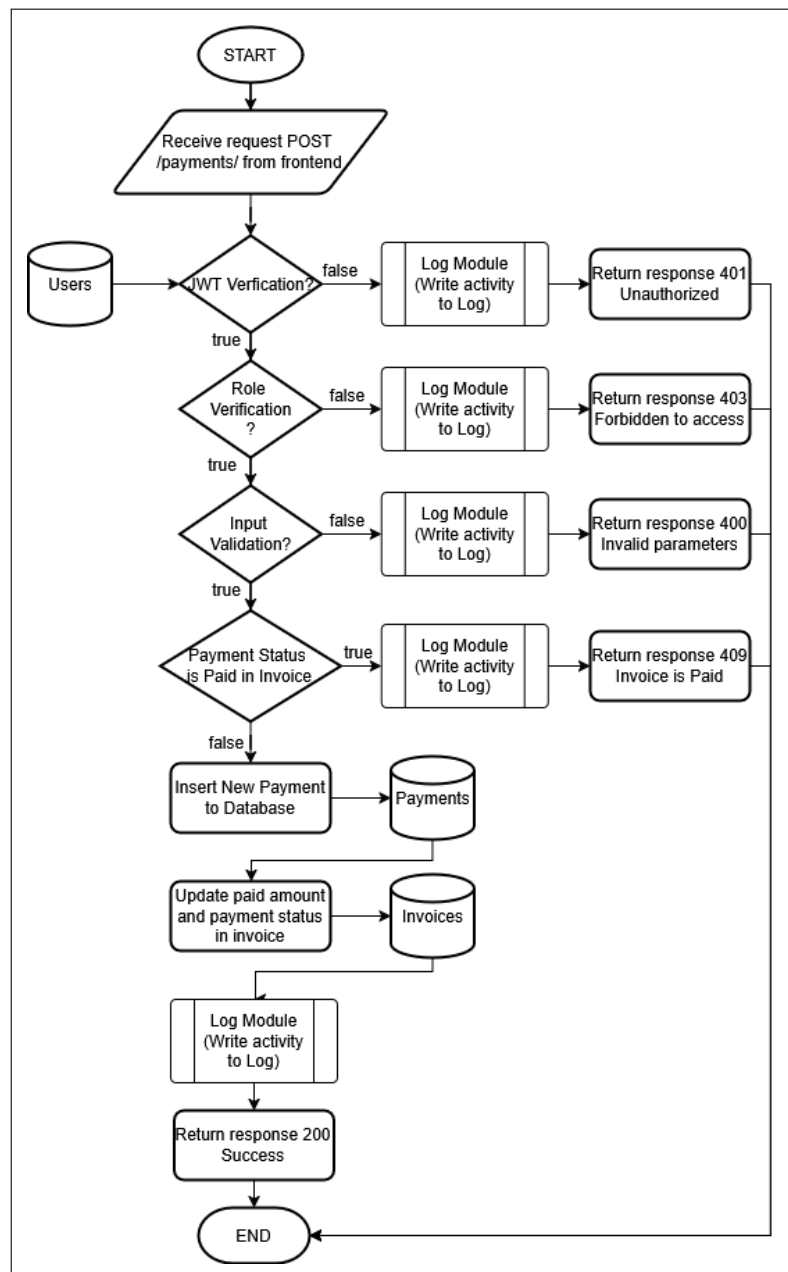 START
Receive request POST
/payments/ from frontend
Users
JWT Verfication?
false
Log Module
(Write activity
to Log)
Return response 401
Unauthorized
true
Role
Verification
?
false
Log Module
(Write activity
to Log)
Return response 403
Forbidden to access
true
Input
Validation?
false
Log Module
(Write activity
to Log)
Return response 400
Invalid parameters
true
Payment Status
is Paid in Invoice
true
Log Module
(Write activity
to Log)
Return response 409
Invoice is Paid
false
Insert New Payment
to Database
Payments
Update paid amount
and payment status
in invoice
Invoices
Log Module
(Write activity
to Log)
Return response 200
Success
END